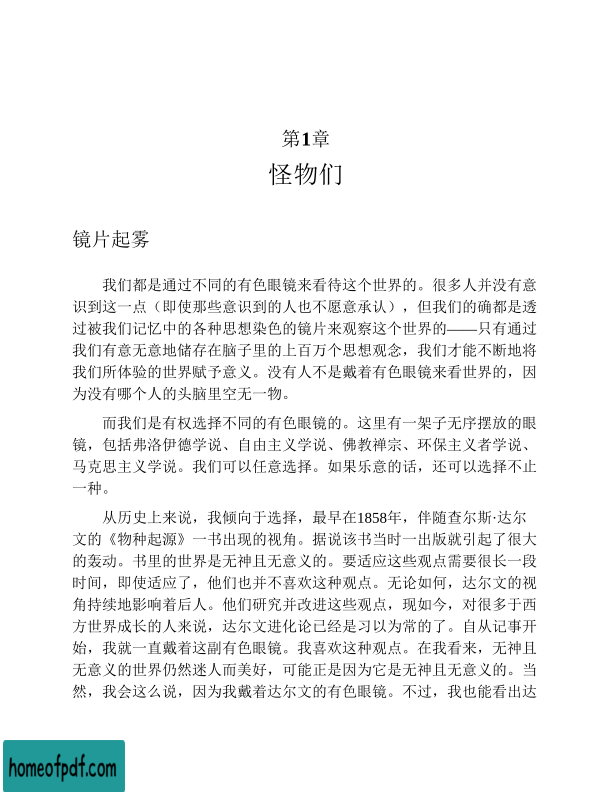 第1章
怪物们
镜片起雾
我们都是通过不同的有色眼镜来看待这个世界的。很多人并没有意
识到这一点（即使那些意识到的人也不愿意承认），但我们的确都是透
过被我们记忆中的各种思想染色的镜片来观察这个世界的——只有通过
我们有意无意地储存在脑子里的上百万个思想观念，我们才能不断地将
我们所体验的世界赋予意义。没有人不是戴着有色眼镜来看世界的，因
为没有哪个人的头脑里空无一物。
而我们是有权选择不同的有色眼镜的。这里有一架子无序摆放的眼
镜，包括弗洛伊德学说、自由主义学说、佛教禅宗、环保主义者学说、
马克思主义学说。我们可以任意选择。如果乐意的话，还可以选择不止
一种。
从历史上来说，我倾向于选择，最早在1858年，伴随查尔斯·达尔
文的《物种起源》一书出现的视角。据说该书当时一出版就引起了很大
的轰动。书里的世界是无神且无意义的。要适应这些观点需要很长一段
时间，即使适应了，他们也并不喜欢这种观点。无论如何，达尔文的视
角持续地影响着后人。他们研究并改进这些观点，现如今，对很多于西
方世界成长的人来说，达尔文进化论已经是习以为常的了。自从记事开
始，我就一直戴着这副有色眼镜。我喜欢这种观点。在我看来，无神且
无意义的世界仍然迷人而美好，可能正是因为它是无神且无意义的。当
然，我会这么说，因为我戴着达尔文的有色眼镜。不过，我也能看出达
homeofpdf.com